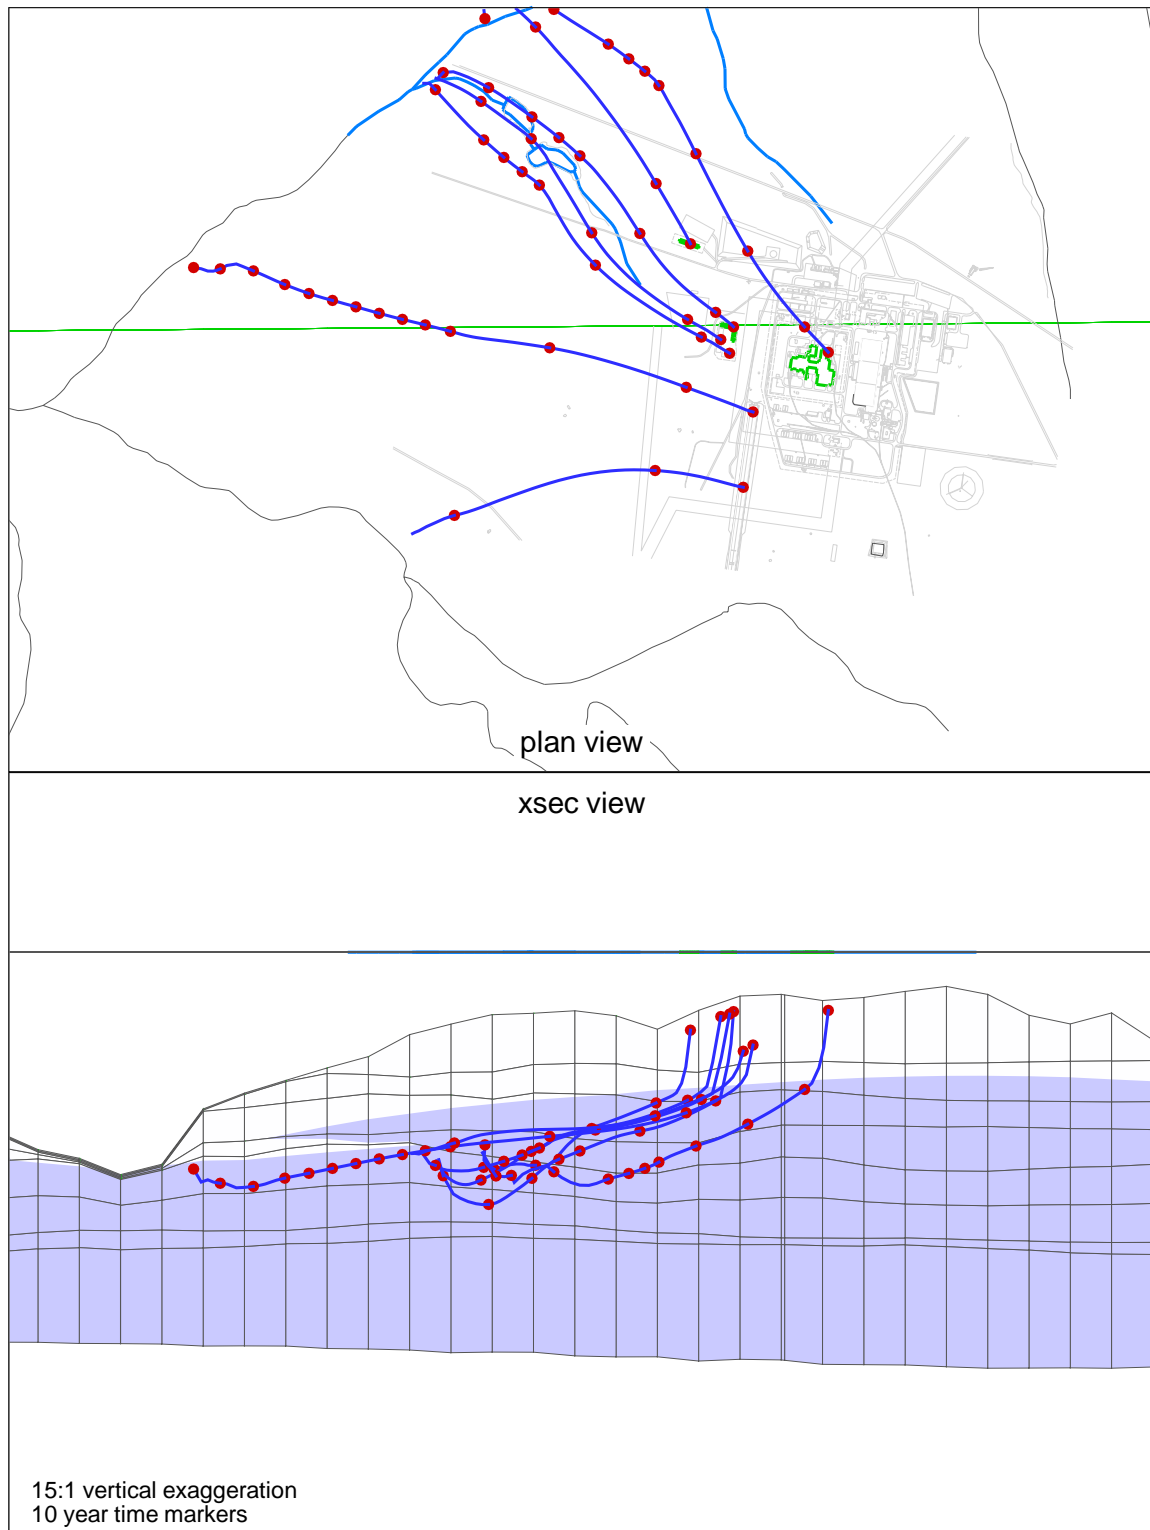 plan view
xsec view
15:1 vertical exaggeration
10 year time markers